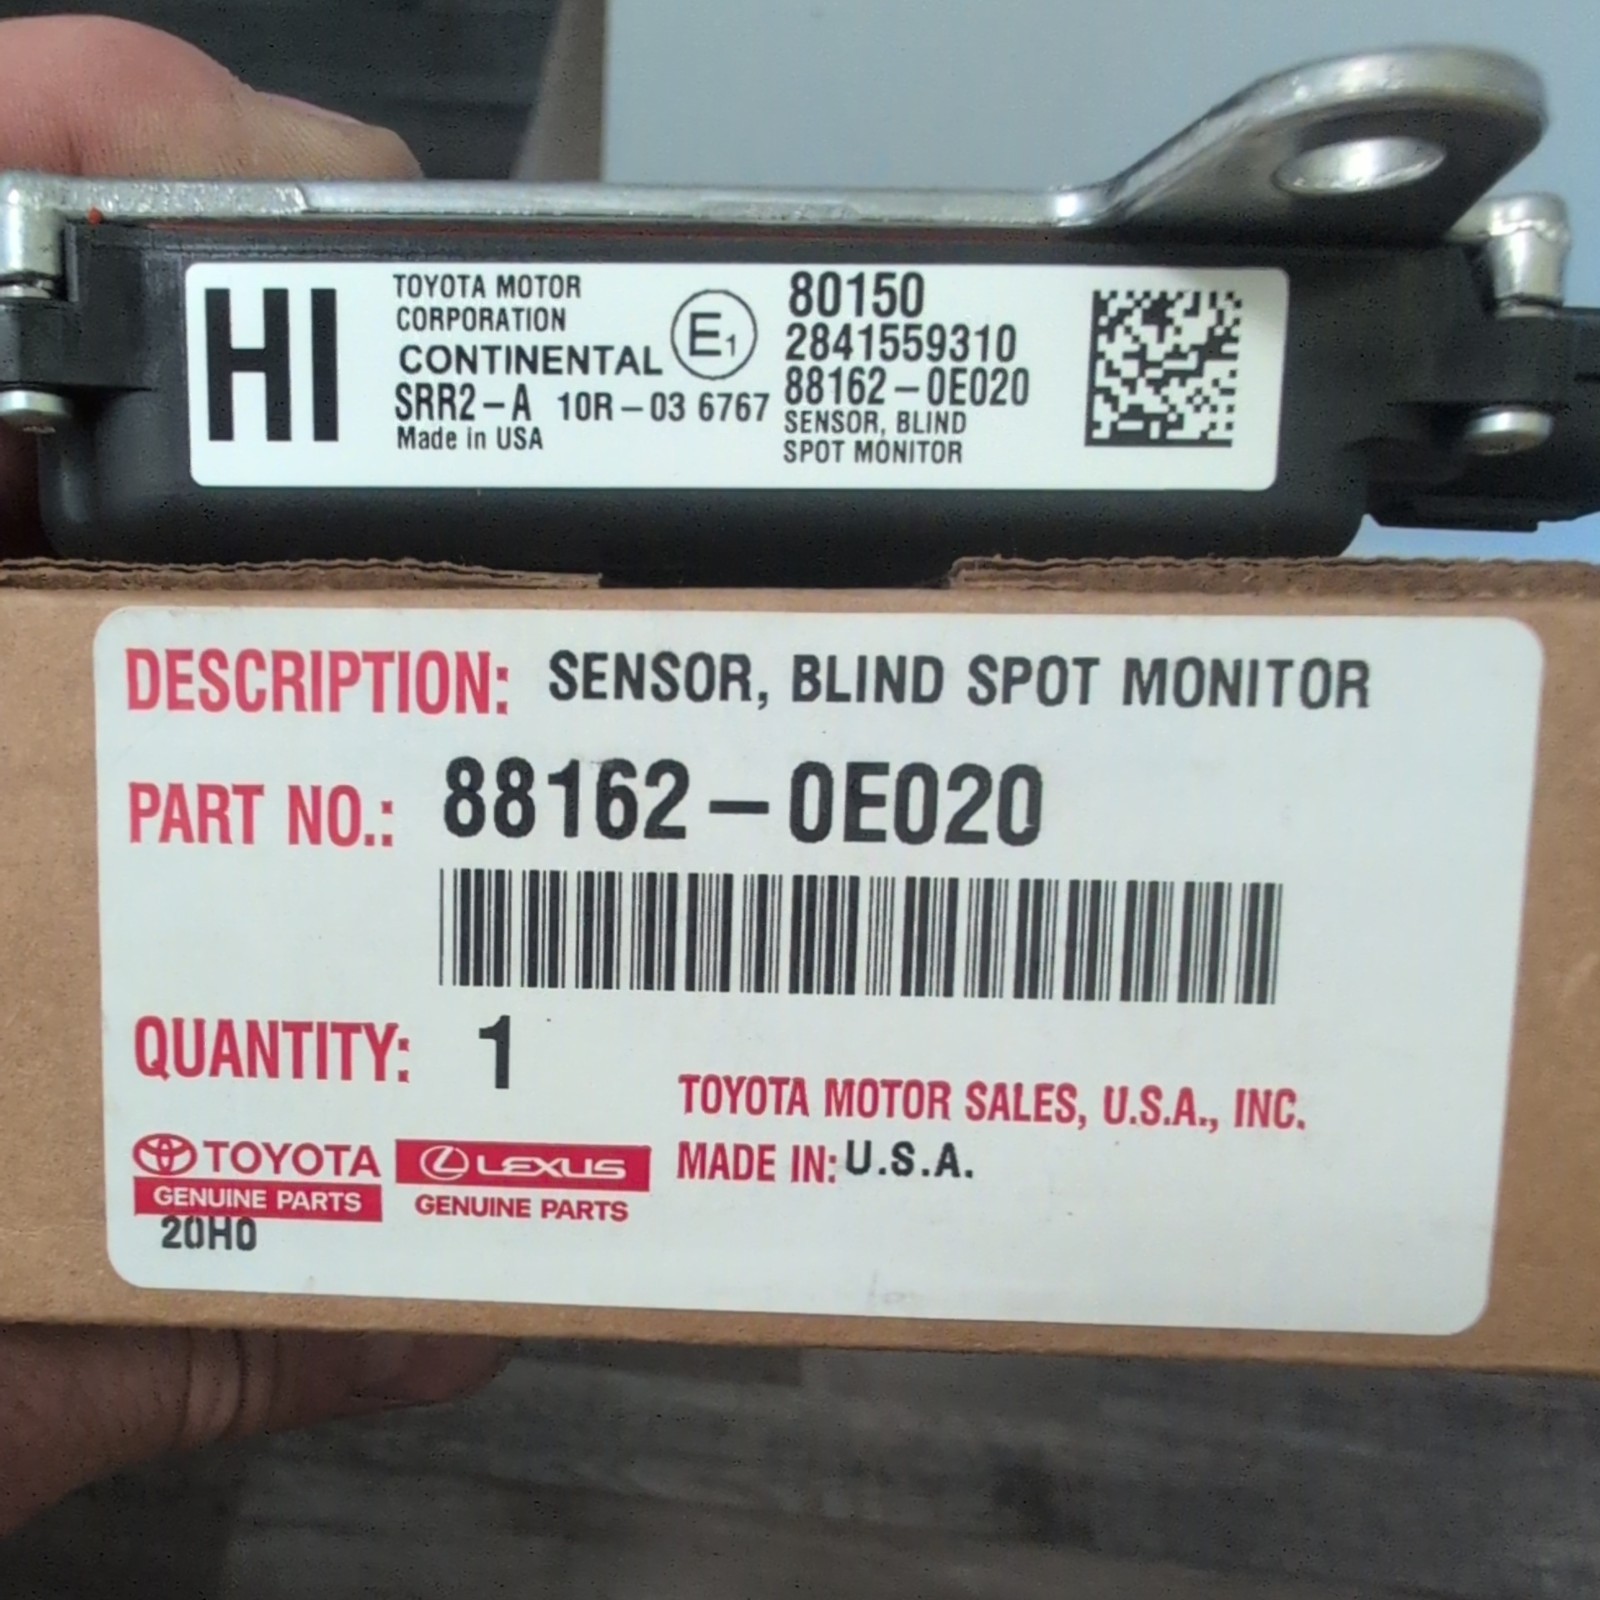 HI
TOYOTA MOTOR
CORPORATION
CONTINENTAL
SRR2-A 10R-03 6767
Made in USA
E1
80150
2841559310
88162-0E020
SENSOR, BLIND
SPOT MONITOR
DESCRIPTION: SENSOR, BLIND SPOT MONITOR
PART NO.: 88162-0E020
QUANTITY: 1
TOYOTA MOTOR SALES, U.S.A., INC.
MADE IN: U.S.A.
TOYOTA
GENUINE PARTS
LEXUS
GENUINE PARTS
20H0